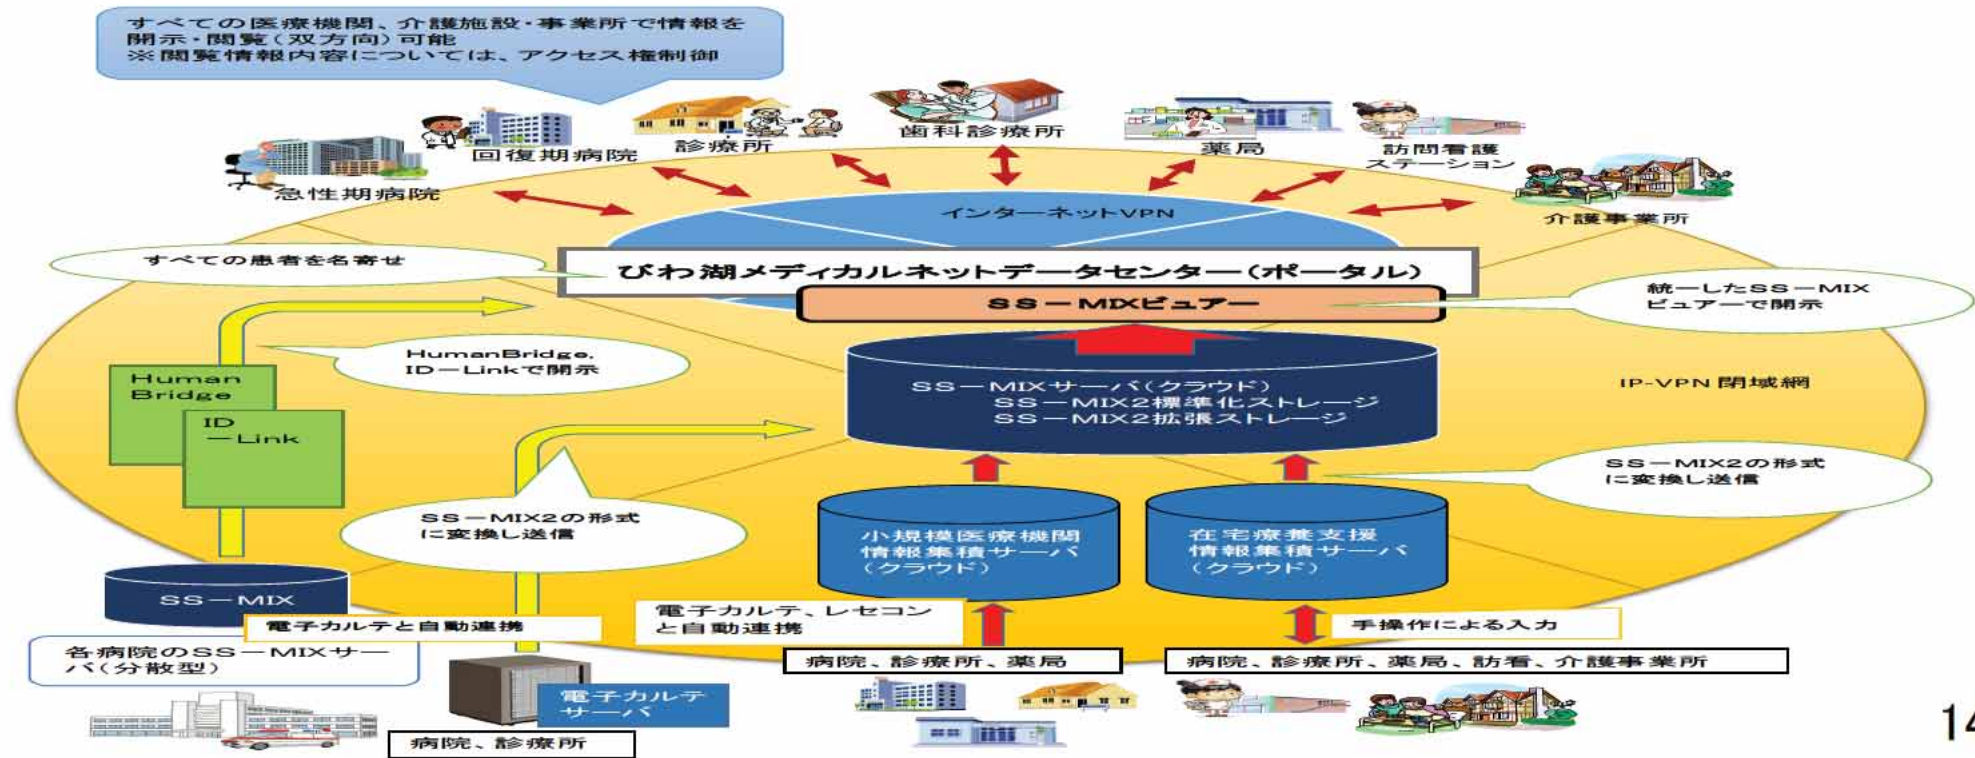 すべての医療機関、介護施設・事業所で情報を
開示・閲覧(双方向)可能
※閲覧情報内容については、アクセス権制御
急性期病院
回復期病院
診療所
歯科診療所
薬局
訪問看護
ステーション
介護事業所
インターネットVPN
すべての患者を名寄せ
びわ湖メディカルネットデータセンター(ポータル)
SS-MIXビュアー
統一したSS-MIX
ビュアーで開示
HumanBridge.
ID-Linkで開示
Human
Bridge
ID
-Link
SS-MIXサーバ(クラウド)
SS-MIX2標準化ストレージ
SS-MIX2拡張ストレージ
IP-VPN 閉域網
SS-MIX2の形式
に変換し送信
SS-MIX2の形式
に変換し送信
小規模医療機関
情報集積サーバ
(クラウド)
在宅療養支援
情報集積サーバ
(クラウド)
SS-MIX
電子カルテと自動連携
電子カルテ、レセコン
と自動連携
手操作による入力
各病院のSS-MIXサー
バ(分散型)
電子カルテ
サーバ
病院、診療所
病院、診療所、薬局
病院、診療所、薬局、訪看、介護事業所
14